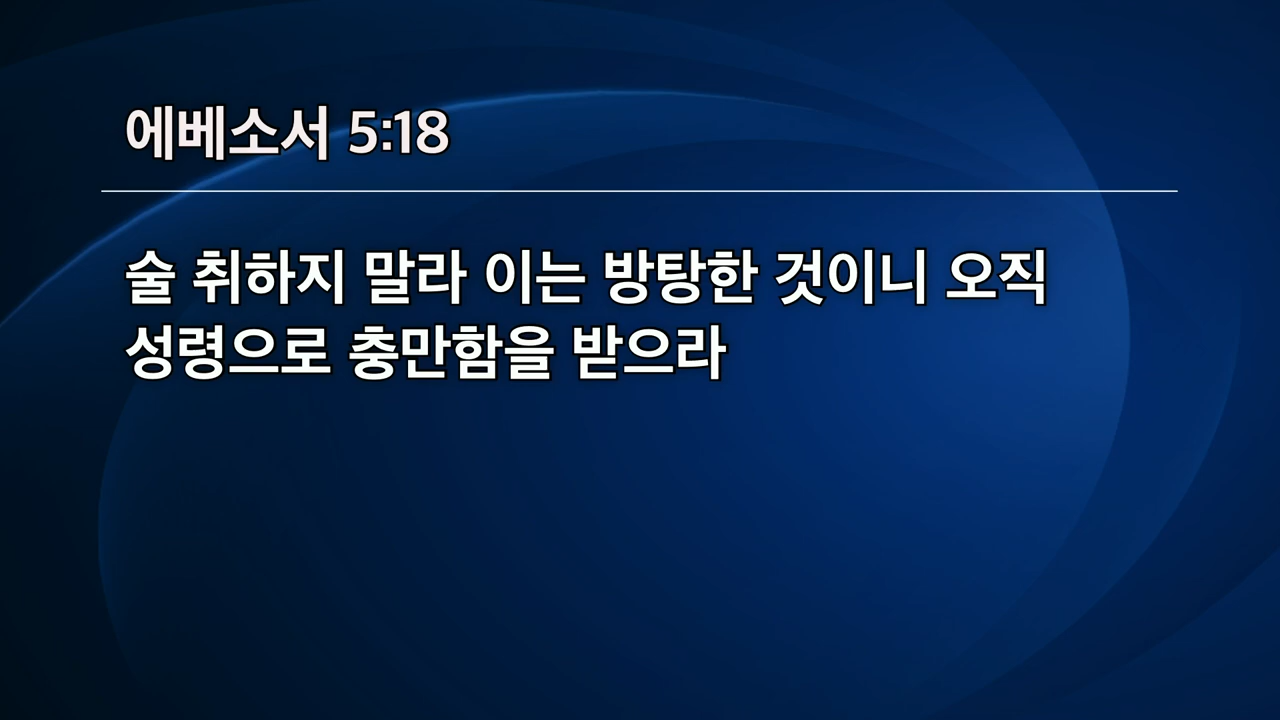 에베소서 5:18
술 취하지 말라 이는 방탕한 것이니 오직
성령으로 충만함을 받으라